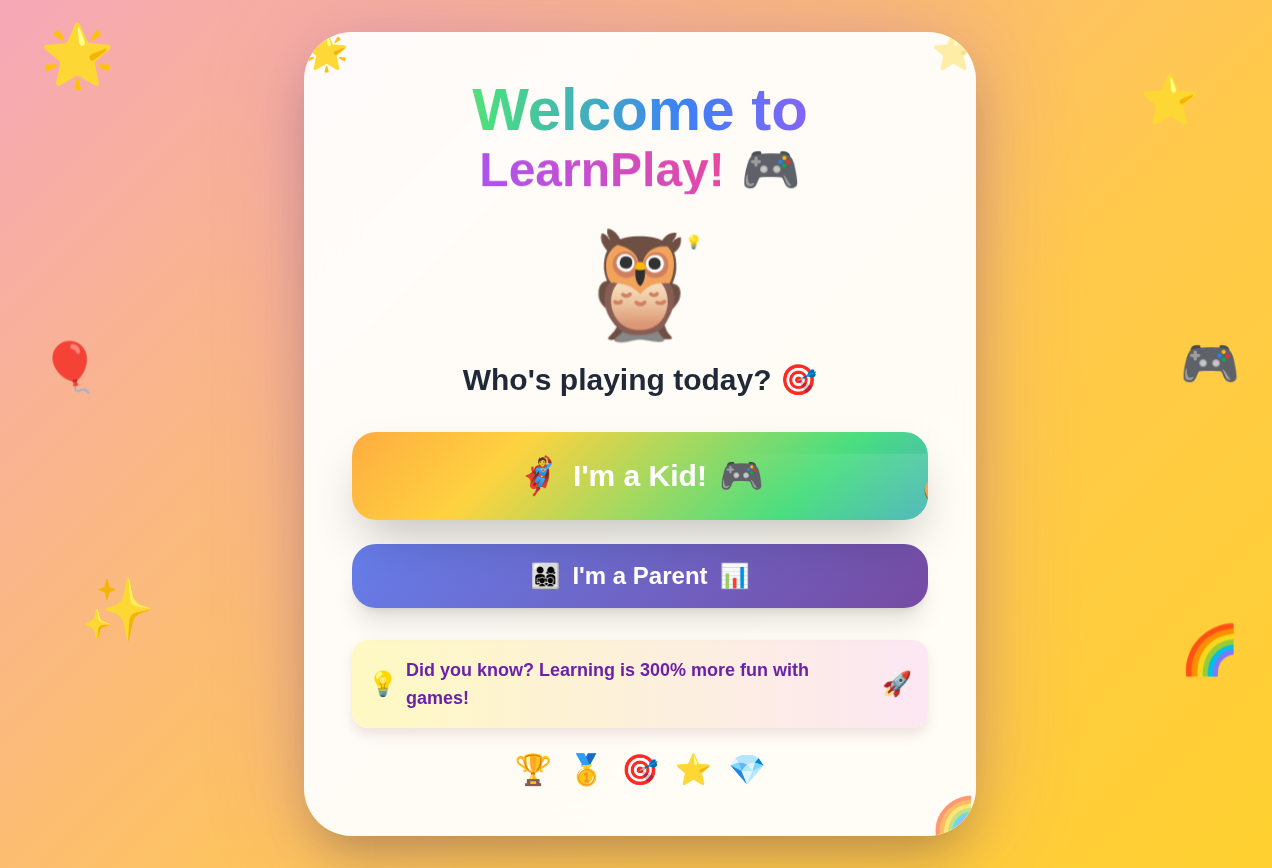 Welcome to
LearnPlay! 🎮
Who's playing today? 🎯
🦸 I'm a Kid! 🎮
👨‍👩‍👧‍👦 I'm a Parent 📊
Did you know? Learning is 300% more fun with
games!